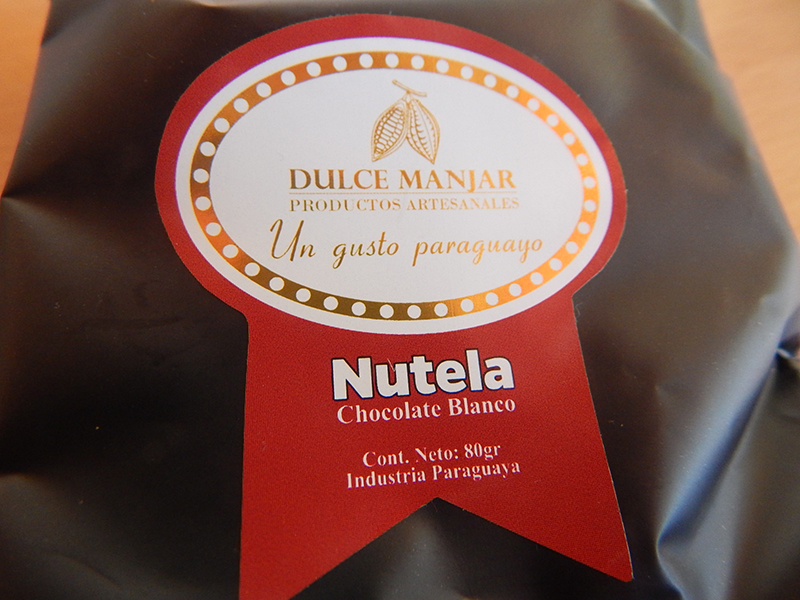 DULCE MANJAR
PRODUCTOS ARTESANALES
Un gusto paraguayo
Nutela
Chocolate Blanco
Cont. Neto: 80gr
Industria Paraguaya